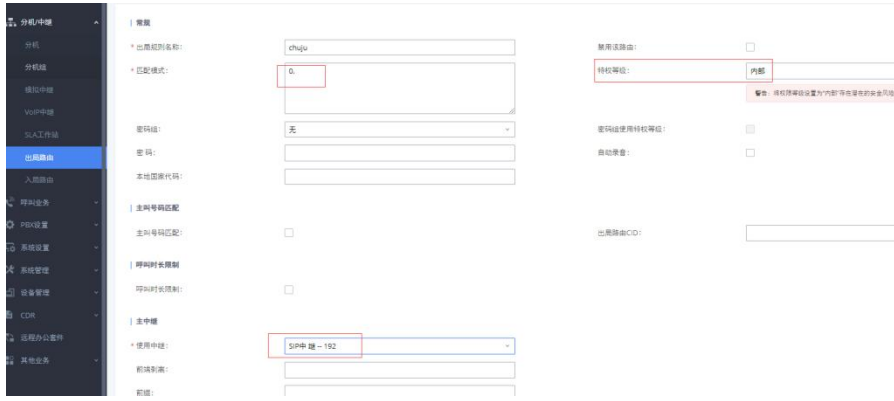 分机/中继
分机
分机组
模拟中继
VoIP中继
SLA工作站
出局路由
入局路由
呼叫业务
PBX设置
系统设置
系统管理
设备管理
CDR
远程办公套件
其他业务
常规
* 出局规则名称: chuju 禁用该路由:
* 匹配模式: 0. 特权等级: 内部
警告: 将权限等级设置为“内部”存在潜在的安全风险
密码组: 无 密码组使用特权等级:
密码: 自动录音:
本地国家代码:
主叫号码匹配
主叫号码匹配: 出局路由CID:
呼叫时长限制
呼叫时长限制:
主中继
* 使用中继: SIP中继 -- 192
前端剥离:
前缀: